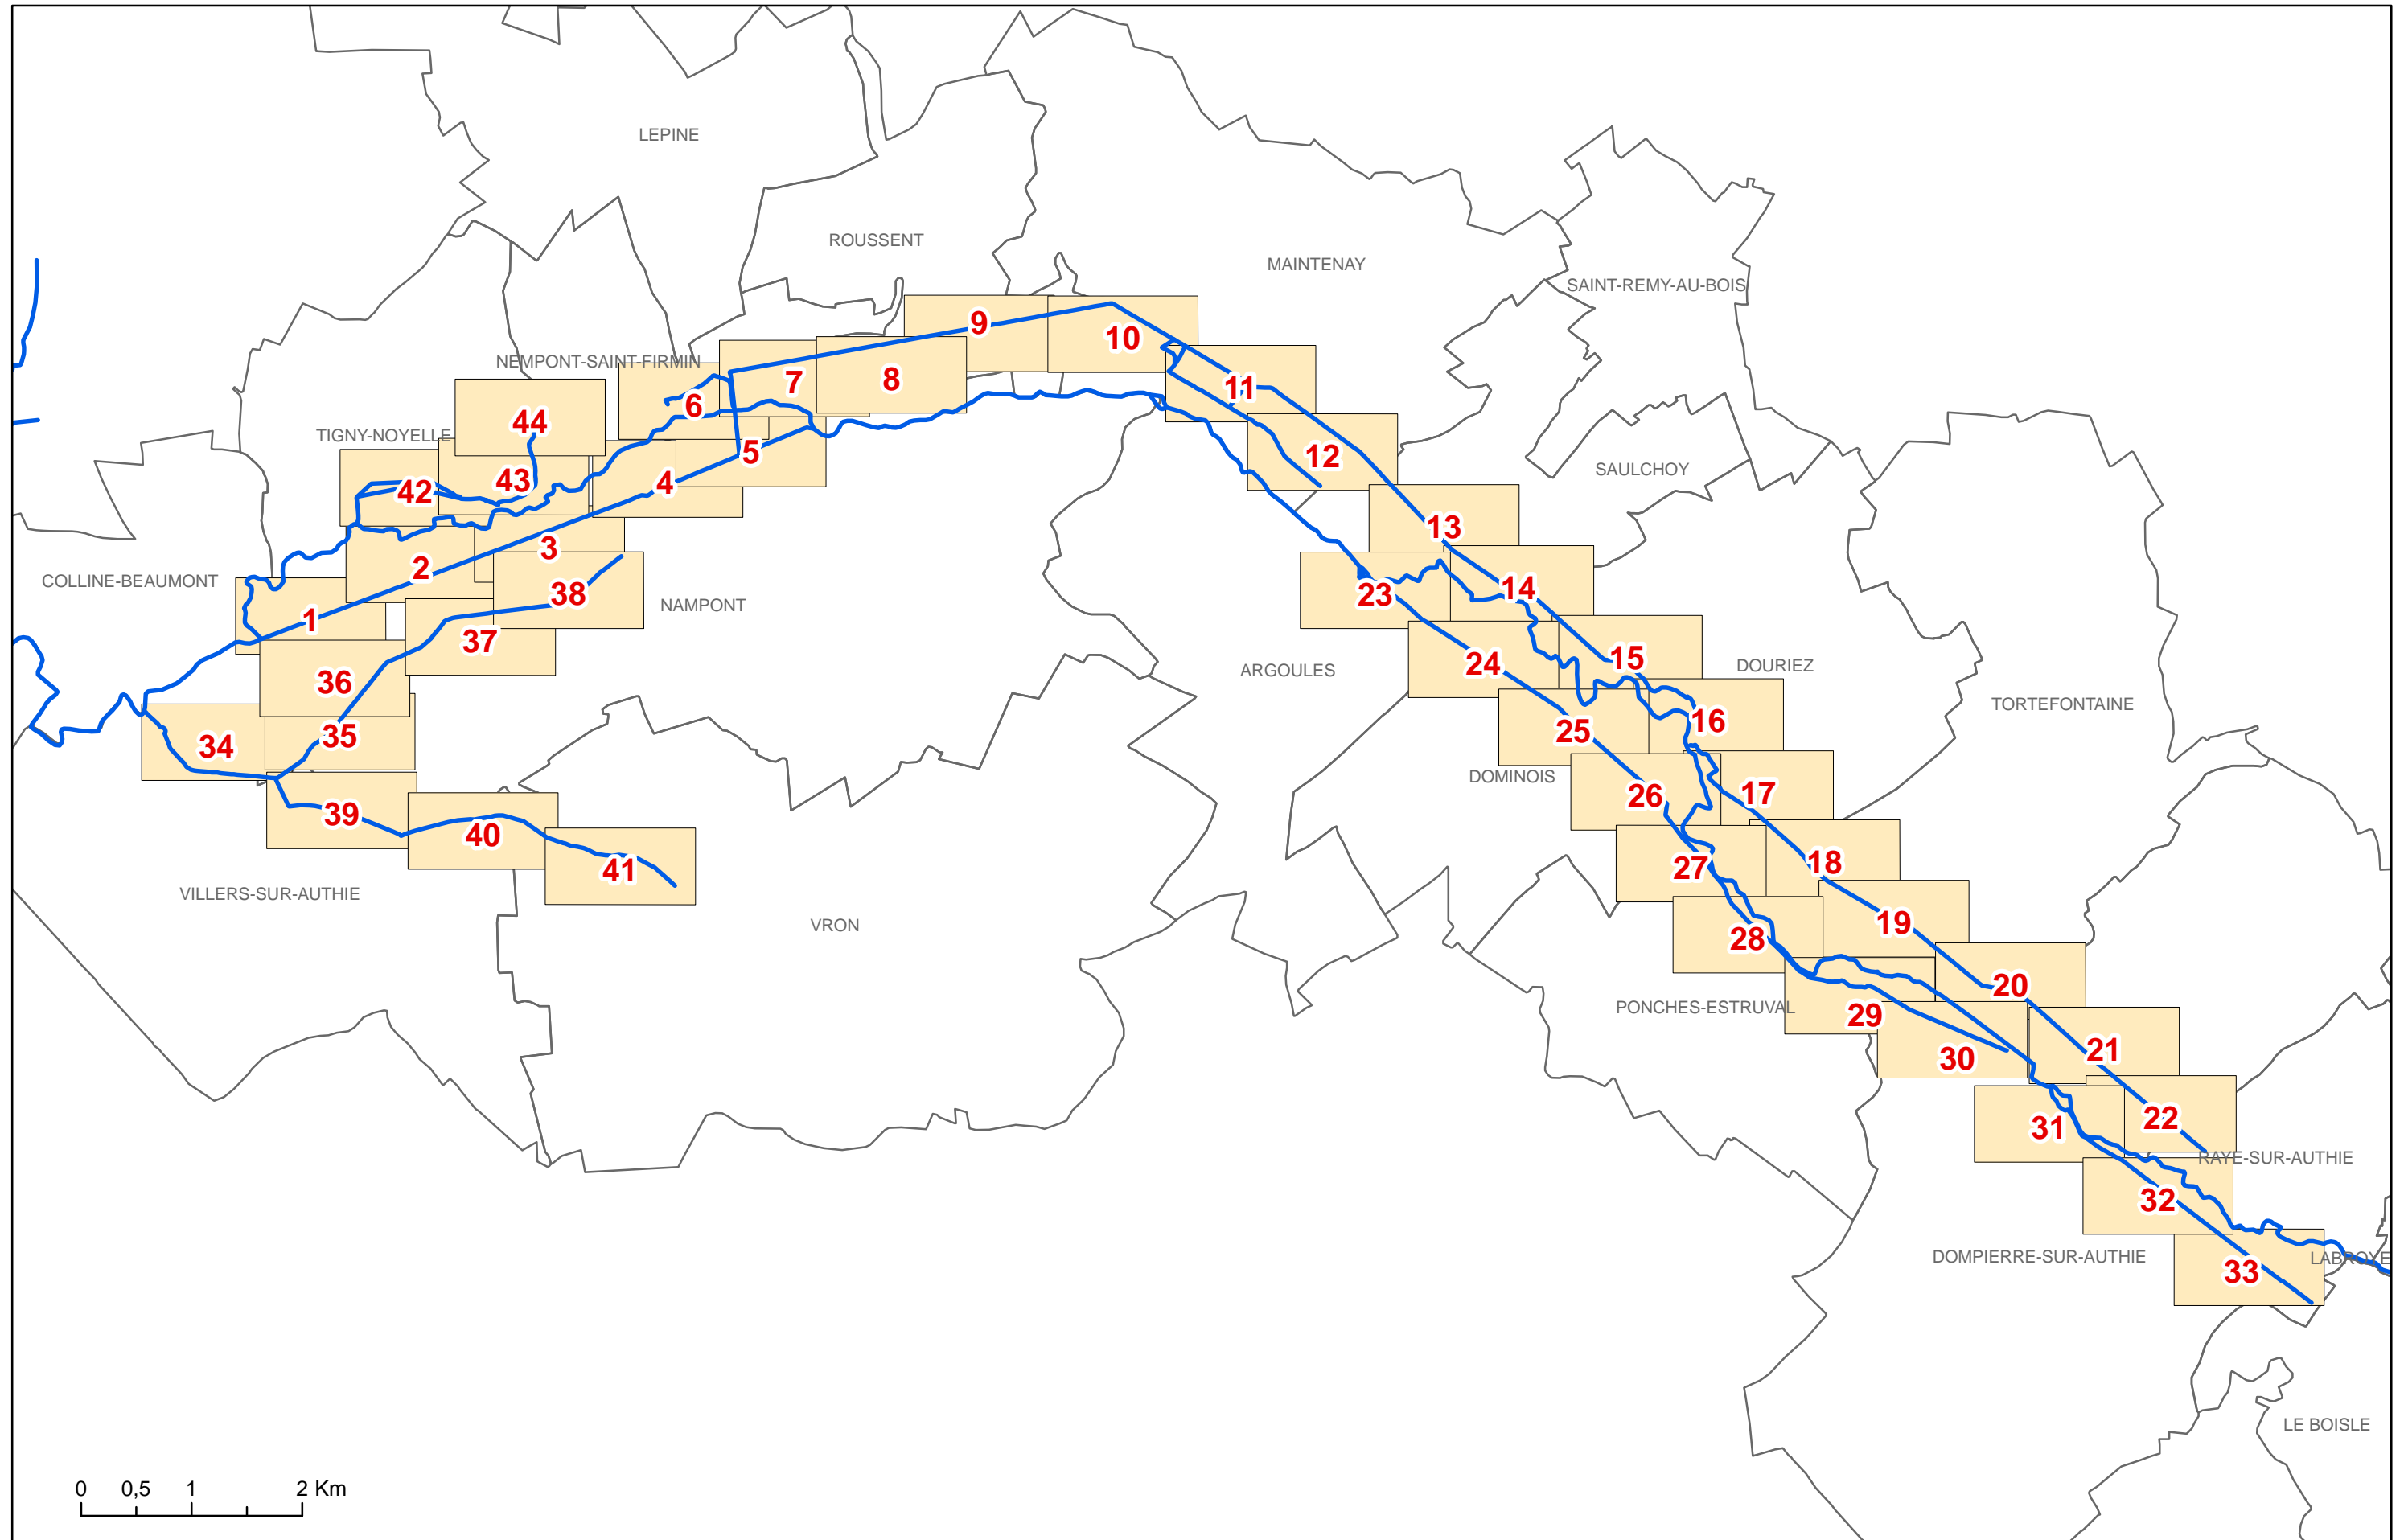 LEPINE
ROUSSENT
MAINTENAY
SAINT-REMY-AU-BOIS
9
10
NEMPONT-SAINT-FIRMIN
7
8
11
6
44
TIGNY-NOYELLE
5
12
SAULCHOY
43
4
42
13
3
2
COLLINE-BEAUMONT
38
NAMPONT
23
14
1
37
24
15
ARGOULES
DOURIEZ
36
TORTEFONTAINE
16
35
25
34
DOMINOIS
26
17
39
40
41
27
18
VILLERS-SUR-AUTHIE
VRON
19
28
20
PONCHES-ESTRUVAL
29
30
21
22
31
RAYE-SUR-AUTHIE
32
DOMPIERRE-SUR-AUTHIE
LABROYE
33
LE BOISLE
0 0,5 1 2 Km